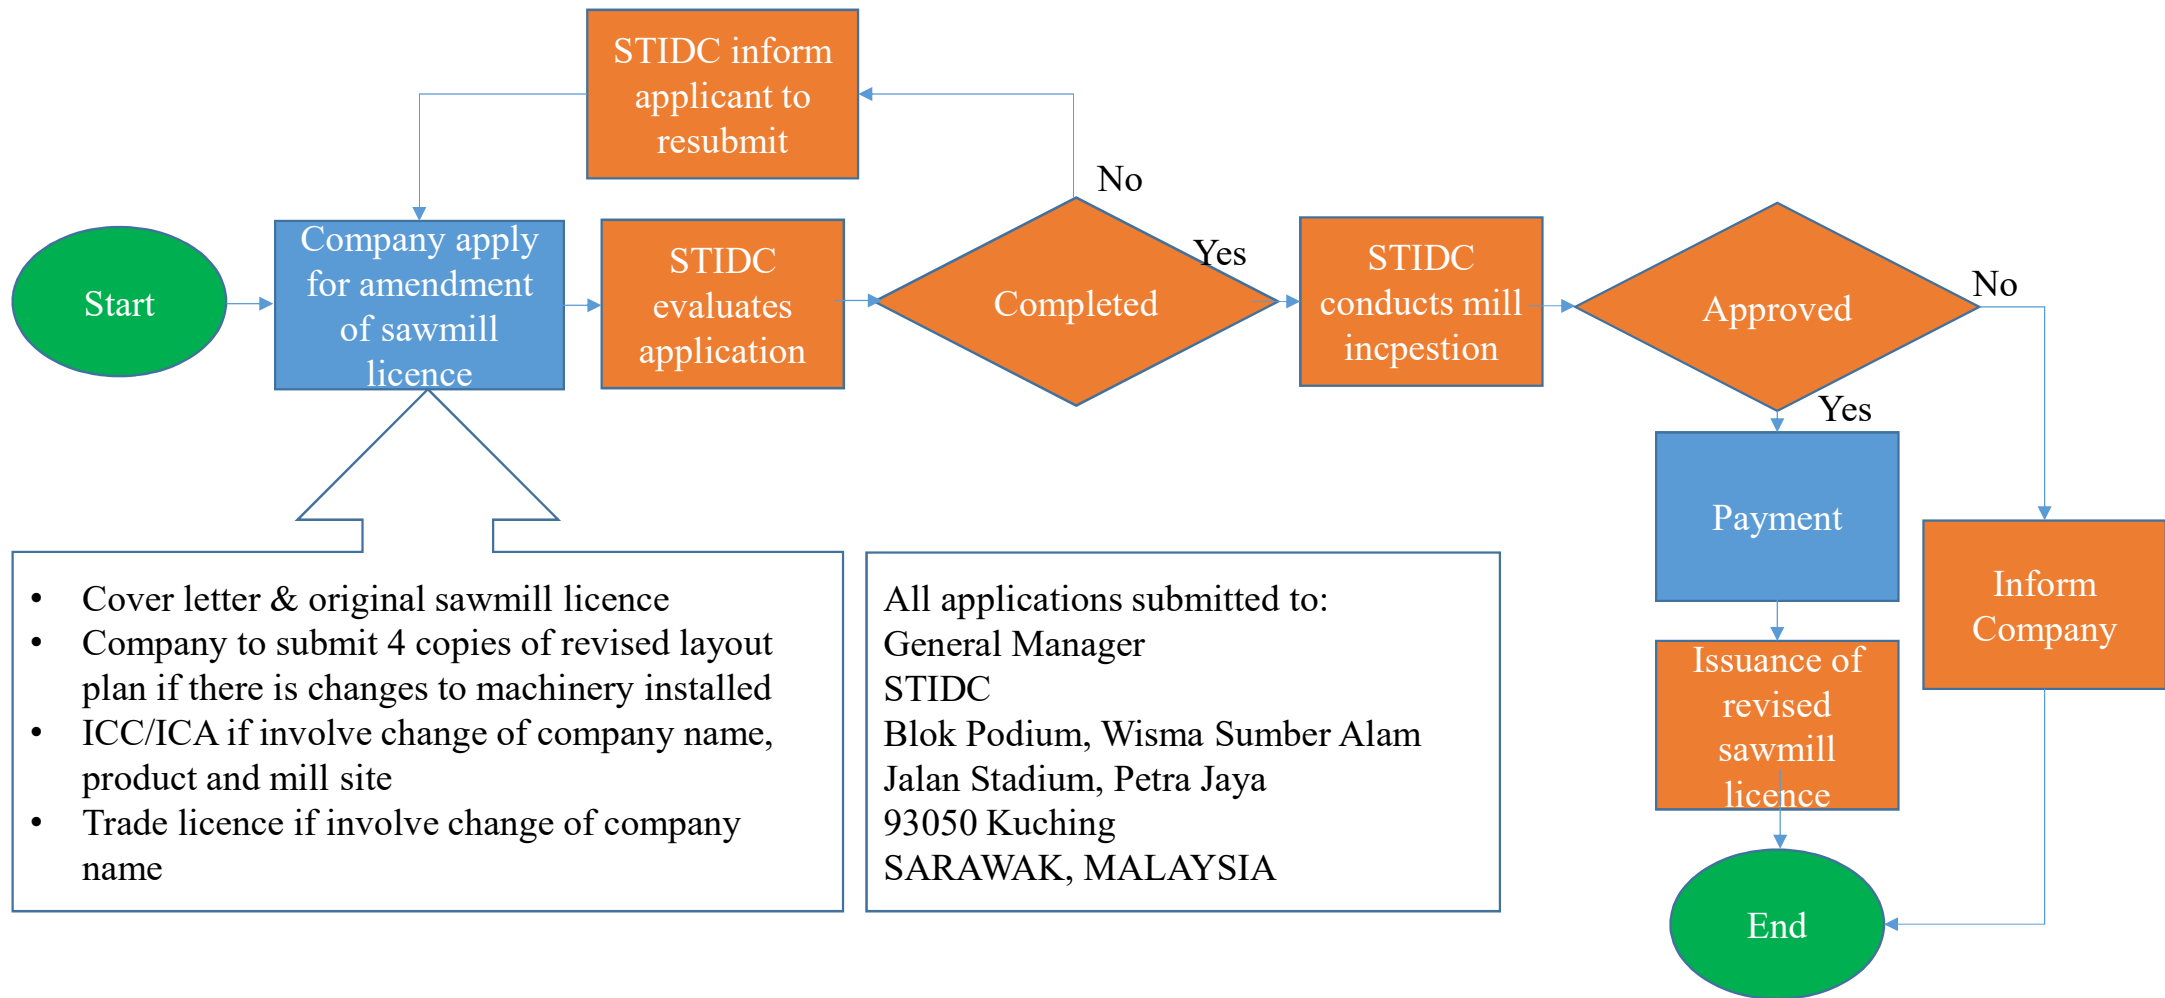 STIDC inform
applicant to
resubmit
No
Start
Company apply
for amendment
of sawmill
licence
STIDC
evaluates
application
Completed
Yes
STIDC
conducts mill
incpestion
Approved
No
Yes
Payment
Inform
Company
Issuance of
revised
sawmill
licence
End
• Cover letter & original sawmill licence
• Company to submit 4 copies of revised layout
plan if there is changes to machinery installed
• ICC/ICA if involve change of company name,
product and mill site
• Trade licence if involve change of company
name
All applications submitted to:
General Manager
STIDC
Blok Podium, Wisma Sumber Alam
Jalan Stadium, Petra Jaya
93050 Kuching
SARAWAK, MALAYSIA